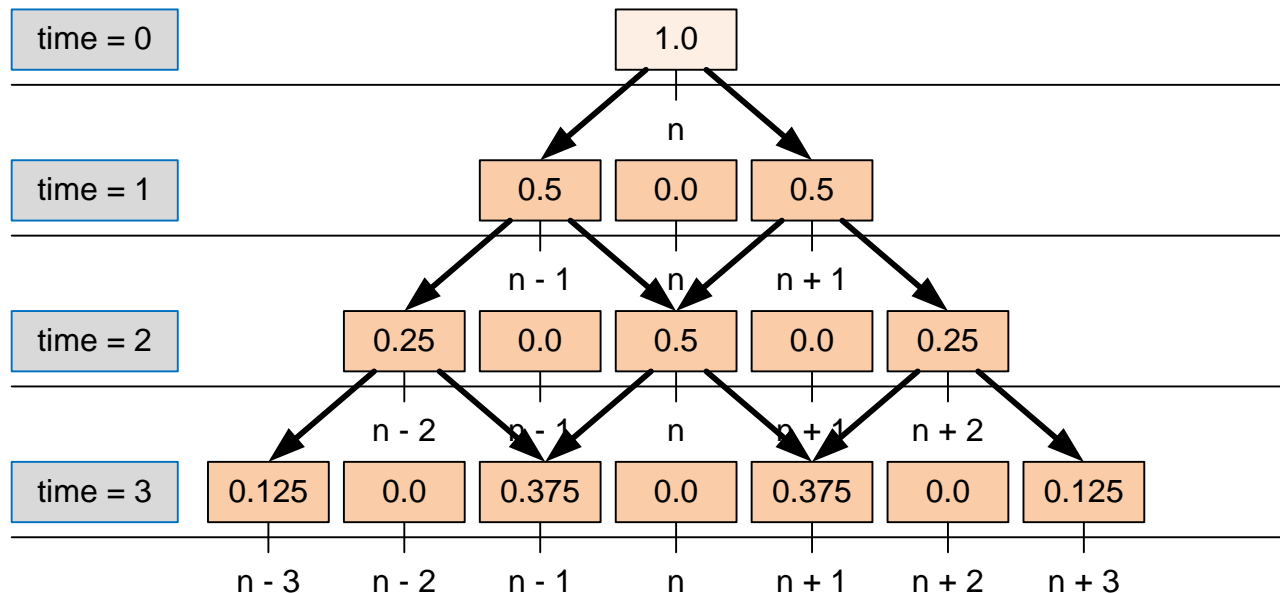 time = 0 1.0
n
time = 1 0.5 0.0 0.5
n - 1 n n + 1
time = 2 0.25 0.0 0.5 0.0 0.25
n - 2 n - 1 n n + 1 n + 2
time = 3 0.125 0.0 0.375 0.0 0.375 0.0 0.125
n - 3 n - 2 n - 1 n n + 1 n + 2 n + 3